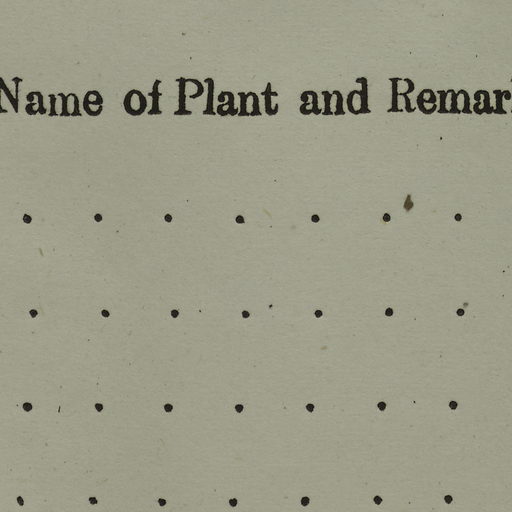 Name of Plant and Remar
. . . . . . .
. . . . . . .
. . . . . . .
. . . . . . .